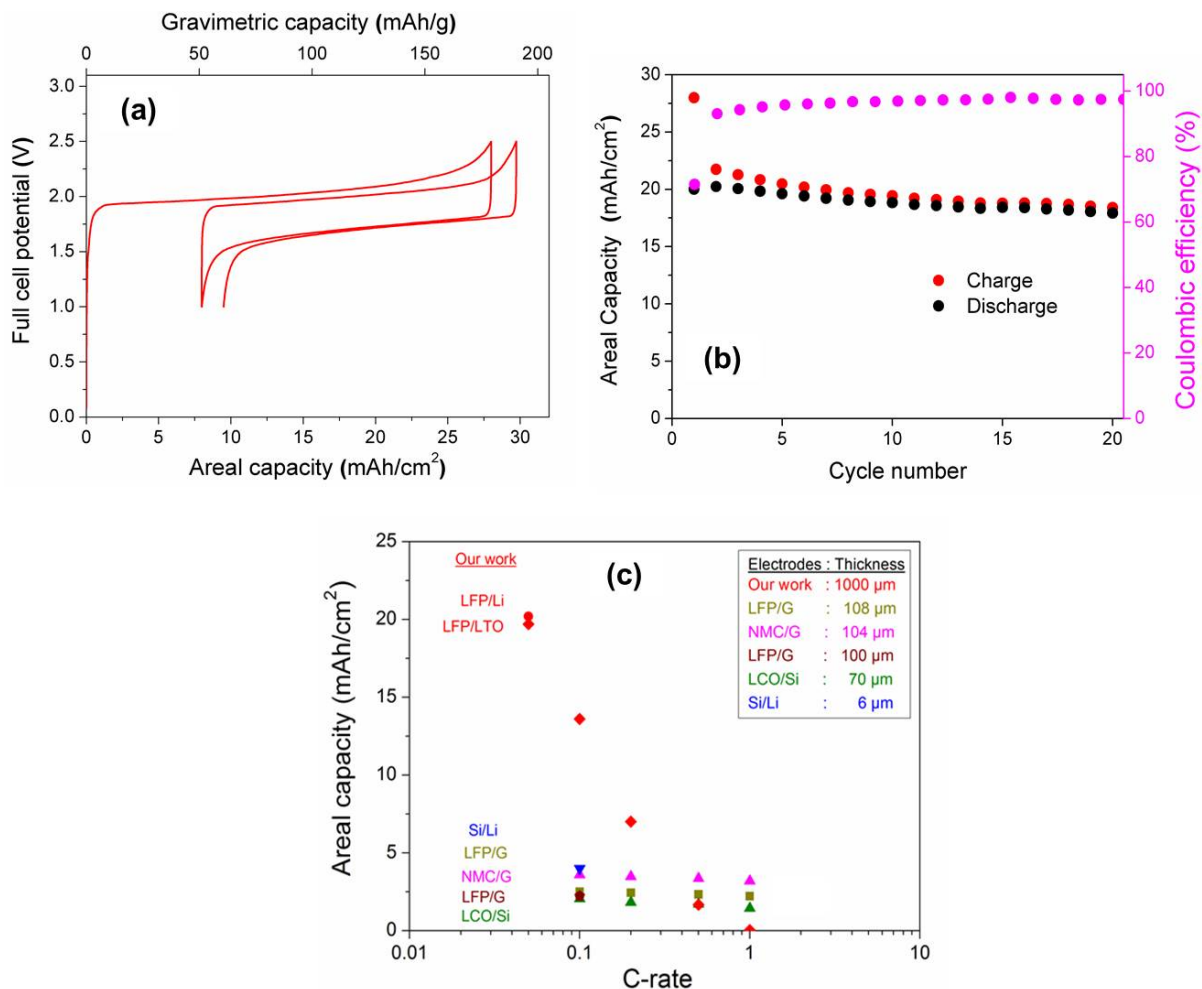 Gravimetric capacity (mAh/g)
0 50 100 150 200
(a)
Full cell potential (V)
3.0
2.5
2.0
1.5
1.0
0.5
0.0
0 5 10 15 20 25 30
Areal capacity (mAh/cm²)
(b)
Areal Capacity (mAh/cm²)
30
25
20
15
10
5
0
Charge
Discharge
100
80
60
40
20
0
Coulombic efficiency (%)
0 5 10 15 20
Cycle number
(c)
Areal capacity (mAh/cm²)
25
20
15
10
5
0
Our work
LFP/Li
LFP/LTO
Si/Li
LFP/G
NMC/G
LFP/G
LCO/Si
Electrodes : Thickness
Our work : 1000 µm
LFP/G : 108 µm
NMC/G : 104 µm
LFP/G : 100 µm
LCO/Si : 70 µm
Si/Li : 6 µm
0.01 0.1 1 10
C-rate